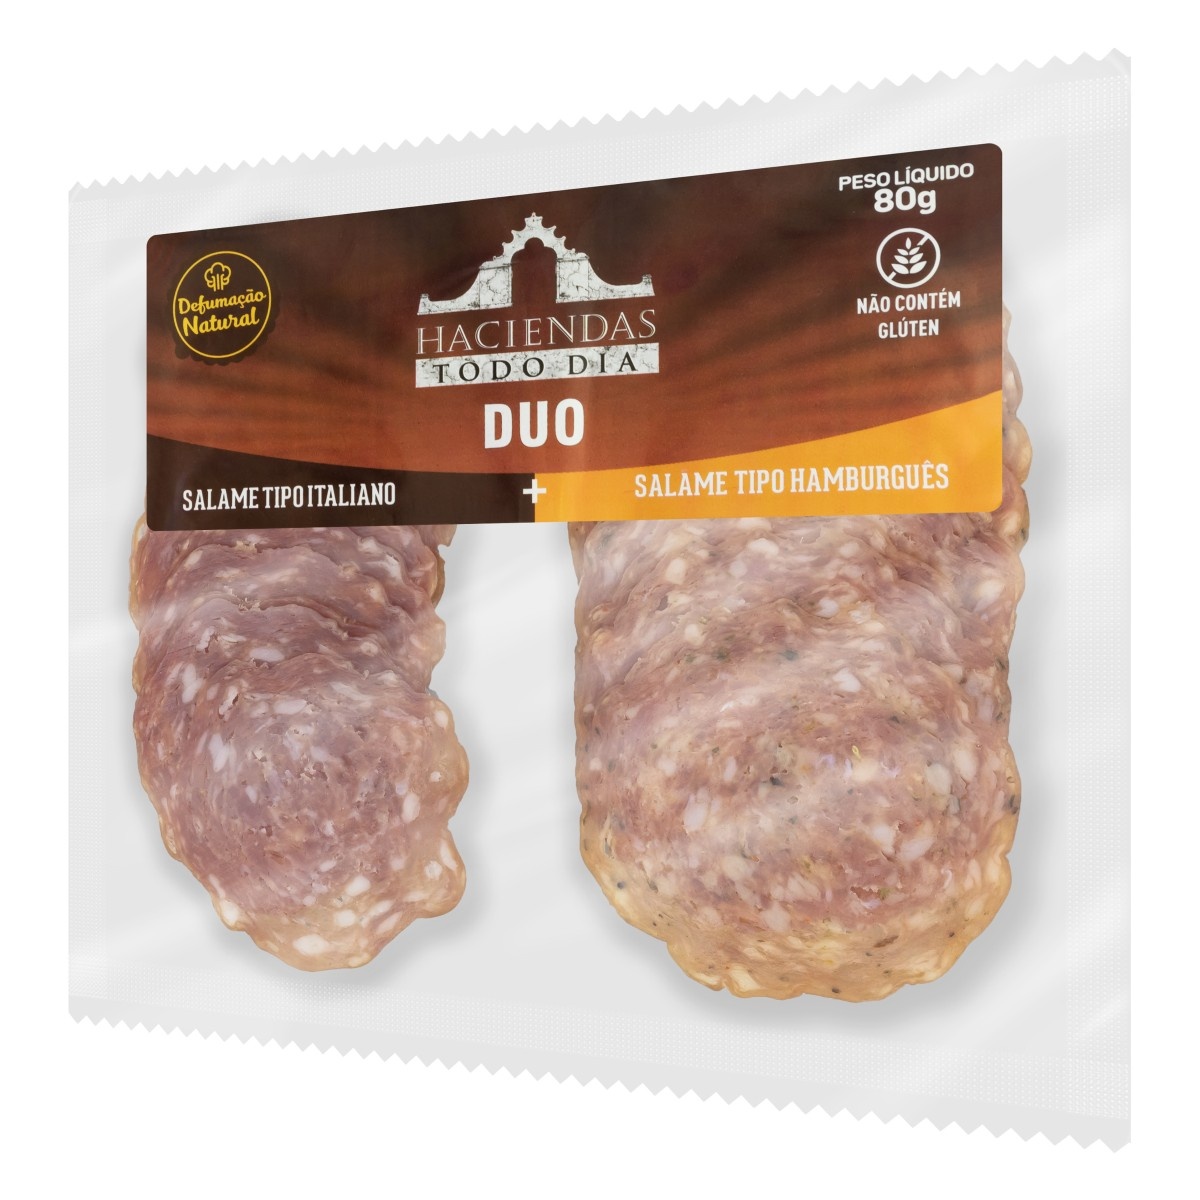 PESO LÍQUIDO
80g
Defumação
Natural
HACIENDAS
TODO DIA
NÃO CONTÉM
GLÚTEN
DUO
SALAME TIPO ITALIANO + SALAME TIPO HAMBURGUÊS